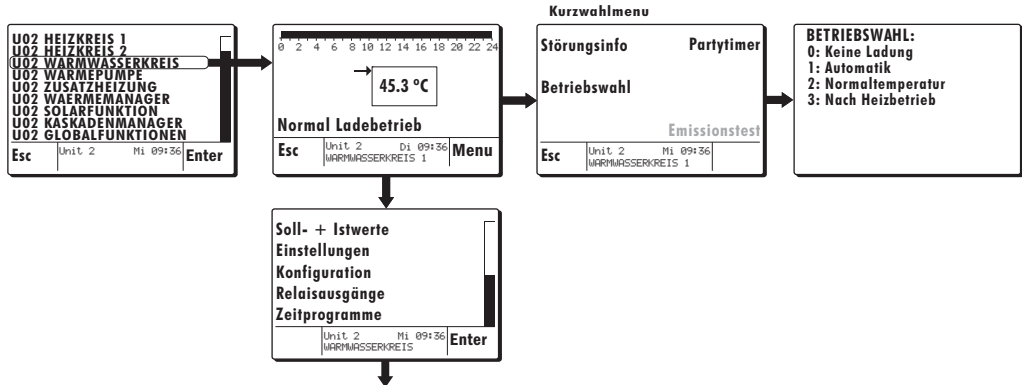 Kurzwahlmenu
U02 HEIZKREIS 1
U02 HEIZKREIS 2
U02 WARMWASSERKREIS
U02 WÄRMEPUMPE
U02 ZUSATZHEIZUNG
U02 WAERMEMANAGER
U02 SOLARFUNKTION
U02 KASKADENMANAGER
U02 GLOBALFUNKTIONEN
Esc Unit 2 Mi 09:36 Enter
0 2 4 6 8 10 12 14 16 18 20 22 24
45.3 °C
Normal Ladebetrieb
Esc Unit 2 Di 09:36 Menu
WARMWASSERKREIS 1
Störungsinfo Partytimer
Betriebswahl
Emissionstest
Esc Unit 2 Mi 09:36
WARMWASSERKREIS 1
BETRIEBSWAHL:
0: Keine Ladung
1: Automatik
2: Normaltemperatur
3: Nach Heizbetrieb
Soll- + Istwerte
Einstellungen
Konfiguration
Relaisausgänge
Zeitprogramme
Unit 2 Mi 09:36 Enter
WARMWASSERKREIS